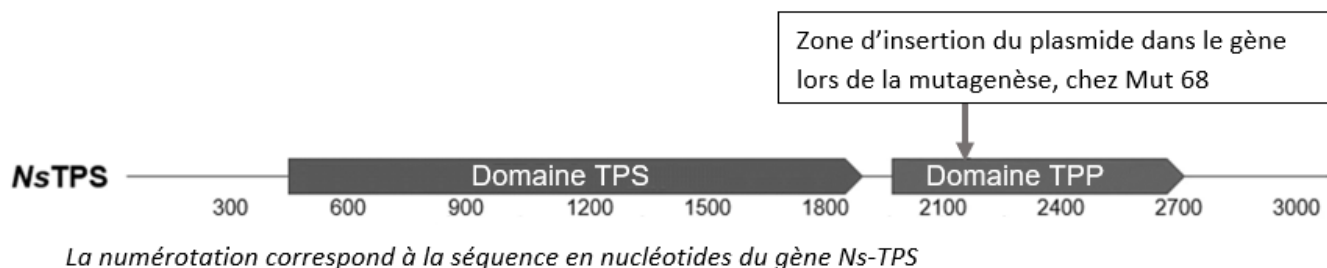 Zone d’insertion du plasmide dans le gène
lors de la mutagenèse, chez Mut 68
NsTPS
Domaine TPS
Domaine TPP
300 600 900 1200 1500 1800 2100 2400 2700 3000
La numérotation correspond à la séquence en nucléotides du gène Ns-TPS